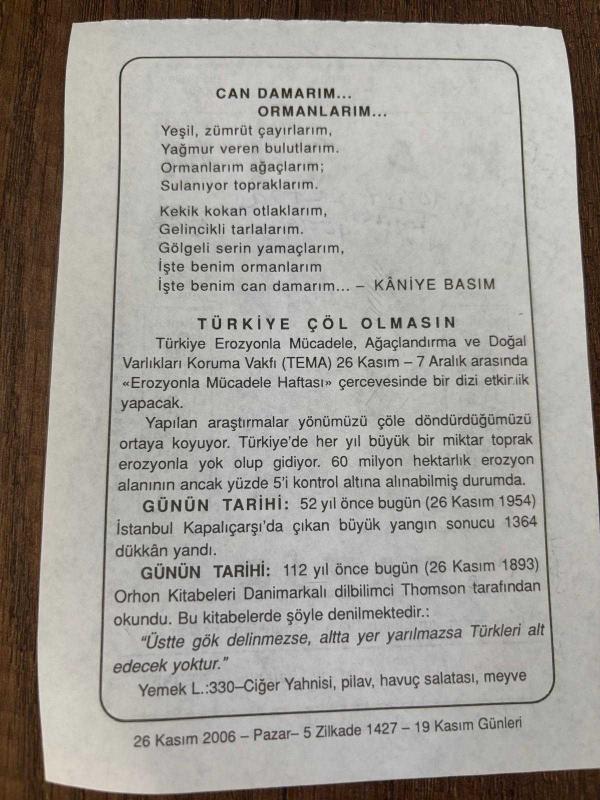 CAN DAMARIM...
ORMANLARIM...
Yeşil, zümrüt çayırlarım,
Yağmur veren bulutlarım.
Ormanlarım ağaçlarım;
Sulanıyor topraklarım.
Kekik kokan otlaklarım,
Gelincikli tarlalarım.
Gölgeli serin yamaçlarım,
İşte benim ormanlarım
İşte benim can damarım... – KÂNİYE BASIM
TÜRKİYE ÇÖL OLMASIN
Türkiye Erozyonla Mücadele, Ağaçlandırma ve Doğal
Varlıkları Koruma Vakfı (TEMA) 26 Kasım – 7 Aralık arasında
«Erozyonla Mücadele Haftası» çercevesinde bir dizi etkinlik
yapacak.
Yapılan araştırmalar yönümüzü çöle döndürdüğümüzü
ortaya koyuyor. Türkiye'de her yıl büyük bir miktar toprak
erozyonla yok olup gidiyor. 60 milyon hektarlık erozyon
alanının ancak yüzde 5'i kontrol altına alınabilmiş durumda.
GÜNÜN TARİHİ: 52 yıl önce bugün (26 Kasım 1954)
İstanbul Kapalıçarşı'da çıkan büyük yangın sonucu 1364
dükkân yandı.
GÜNÜN TARİHİ: 112 yıl önce bugün (26 Kasım 1893)
Orhon Kitabeleri Danimarkalı dilbilimci Thomson tarafından
okundu. Bu kitabelerde şöyle denilmektedir.:
"Üstte gök delinmezse, altta yer yarılmazsa Türkleri alt
edecek yoktur."
Yemek L.:330–Ciğer Yahnisi, pilav, havuç salatası, meyve
26 Kasım 2006 – Pazar– 5 Zilkade 1427 – 19 Kasım Günleri